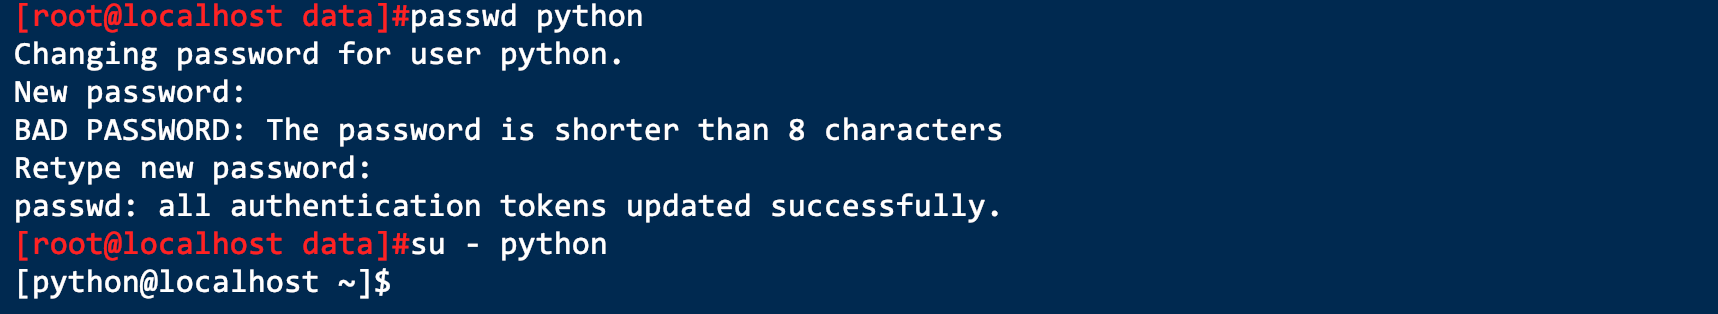 [root@localhost data]#passwd python
Changing password for user python.
New password:
BAD PASSWORD: The password is shorter than 8 characters
Retype new password:
passwd: all authentication tokens updated successfully.
[root@localhost data]#su - python
[python@localhost ~]$